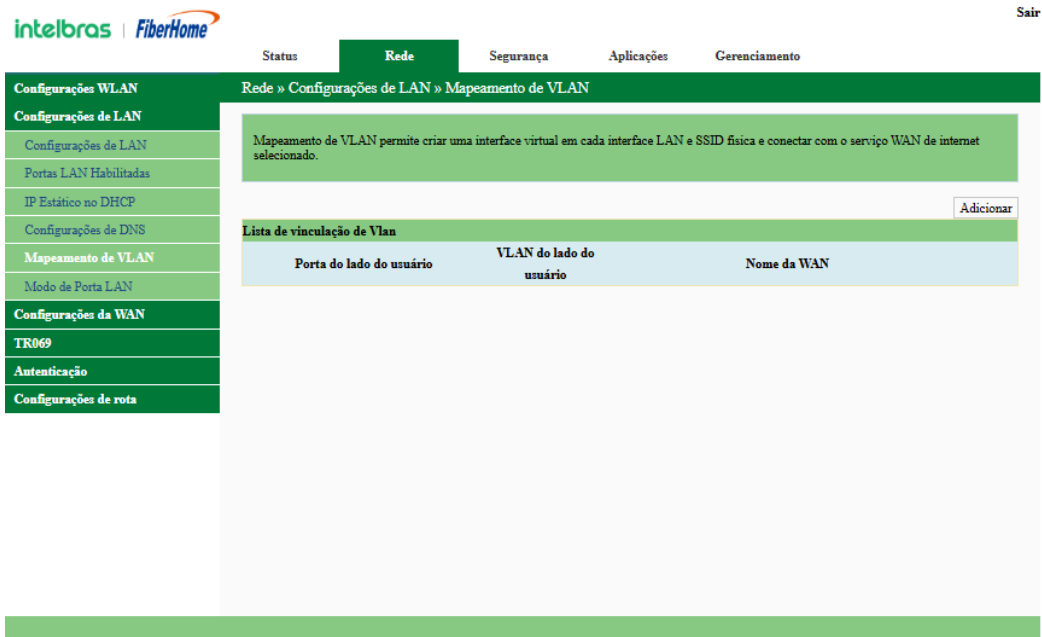 Sair
intelbras | FiberHome
Status Rede Segurança Aplicações Gerenciamento
Configurações WLAN
Rede » Configurações de LAN » Mapeamento de VLAN
Configurações de LAN
Configurações de LAN
Portas LAN Habilitadas
IP Estático no DHCP
Configurações de DNS
Mapeamento de VLAN
Modo de Porta LAN
Configurações da WAN
TR069
Autenticação
Configurações de rota
Mapeamento de VLAN permite criar uma interface virtual em cada interface LAN e SSID física e conectar com o serviço WAN de internet
selecionado.
Adicionar
Lista de vinculação de Vlan
Porta do lado do usuário
VLAN do lado do
usuário
Nome da WAN